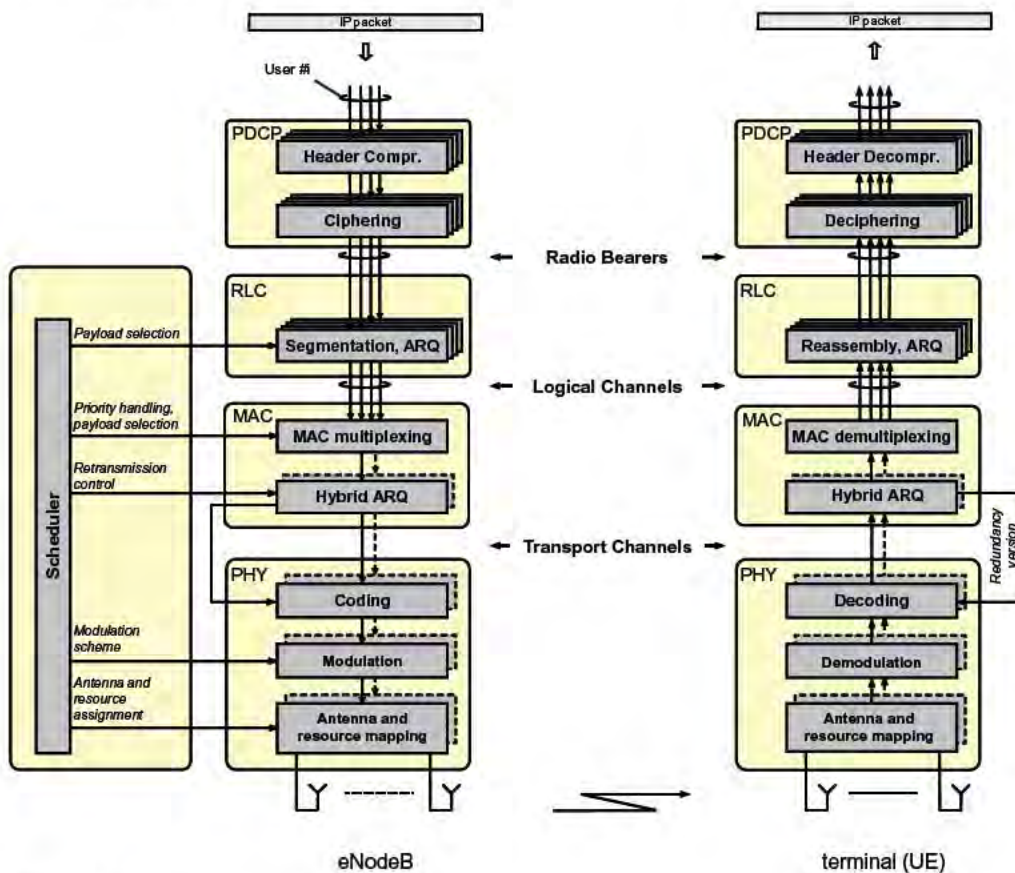 IP packet
User #i
PDCP
Header Compr.
Ciphering
RLC
Segmentation, ARQ
MAC
MAC multiplexing
Hybrid ARQ
PHY
Coding
Modulation
Antenna and
resource mapping
eNodeB
Scheduler
Payload selection
Priority handling,
payload selection
Retransmission
control
Modulation
scheme
Antenna and
resource
assignment
Radio Bearers
Logical Channels
Transport Channels
IP packet
PDCP
Header Decompr.
Deciphering
RLC
Reassembly, ARQ
MAC
MAC demultiplexing
Hybrid ARQ
Redundancy
version
PHY
Decoding
Demodulation
Antenna and
resource mapping
terminal (UE)